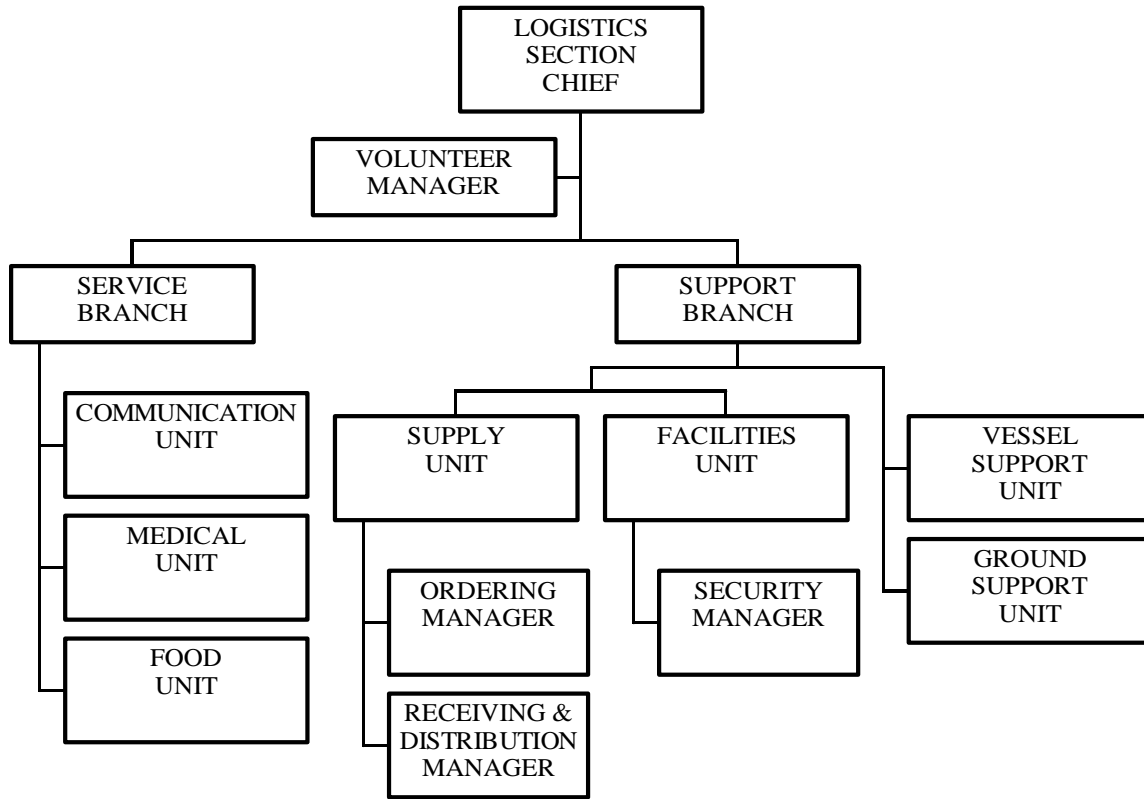 LOGISTICS
SECTION
CHIEF
VOLUNTEER
MANAGER
SERVICE
BRANCH
SUPPORT
BRANCH
COMMUNICATION
UNIT
MEDICAL
UNIT
FOOD
UNIT
SUPPLY
UNIT
ORDERING
MANAGER
RECEIVING &
DISTRIBUTION
MANAGER
FACILITIES
UNIT
SECURITY
MANAGER
VESSEL
SUPPORT
UNIT
GROUND
SUPPORT
UNIT